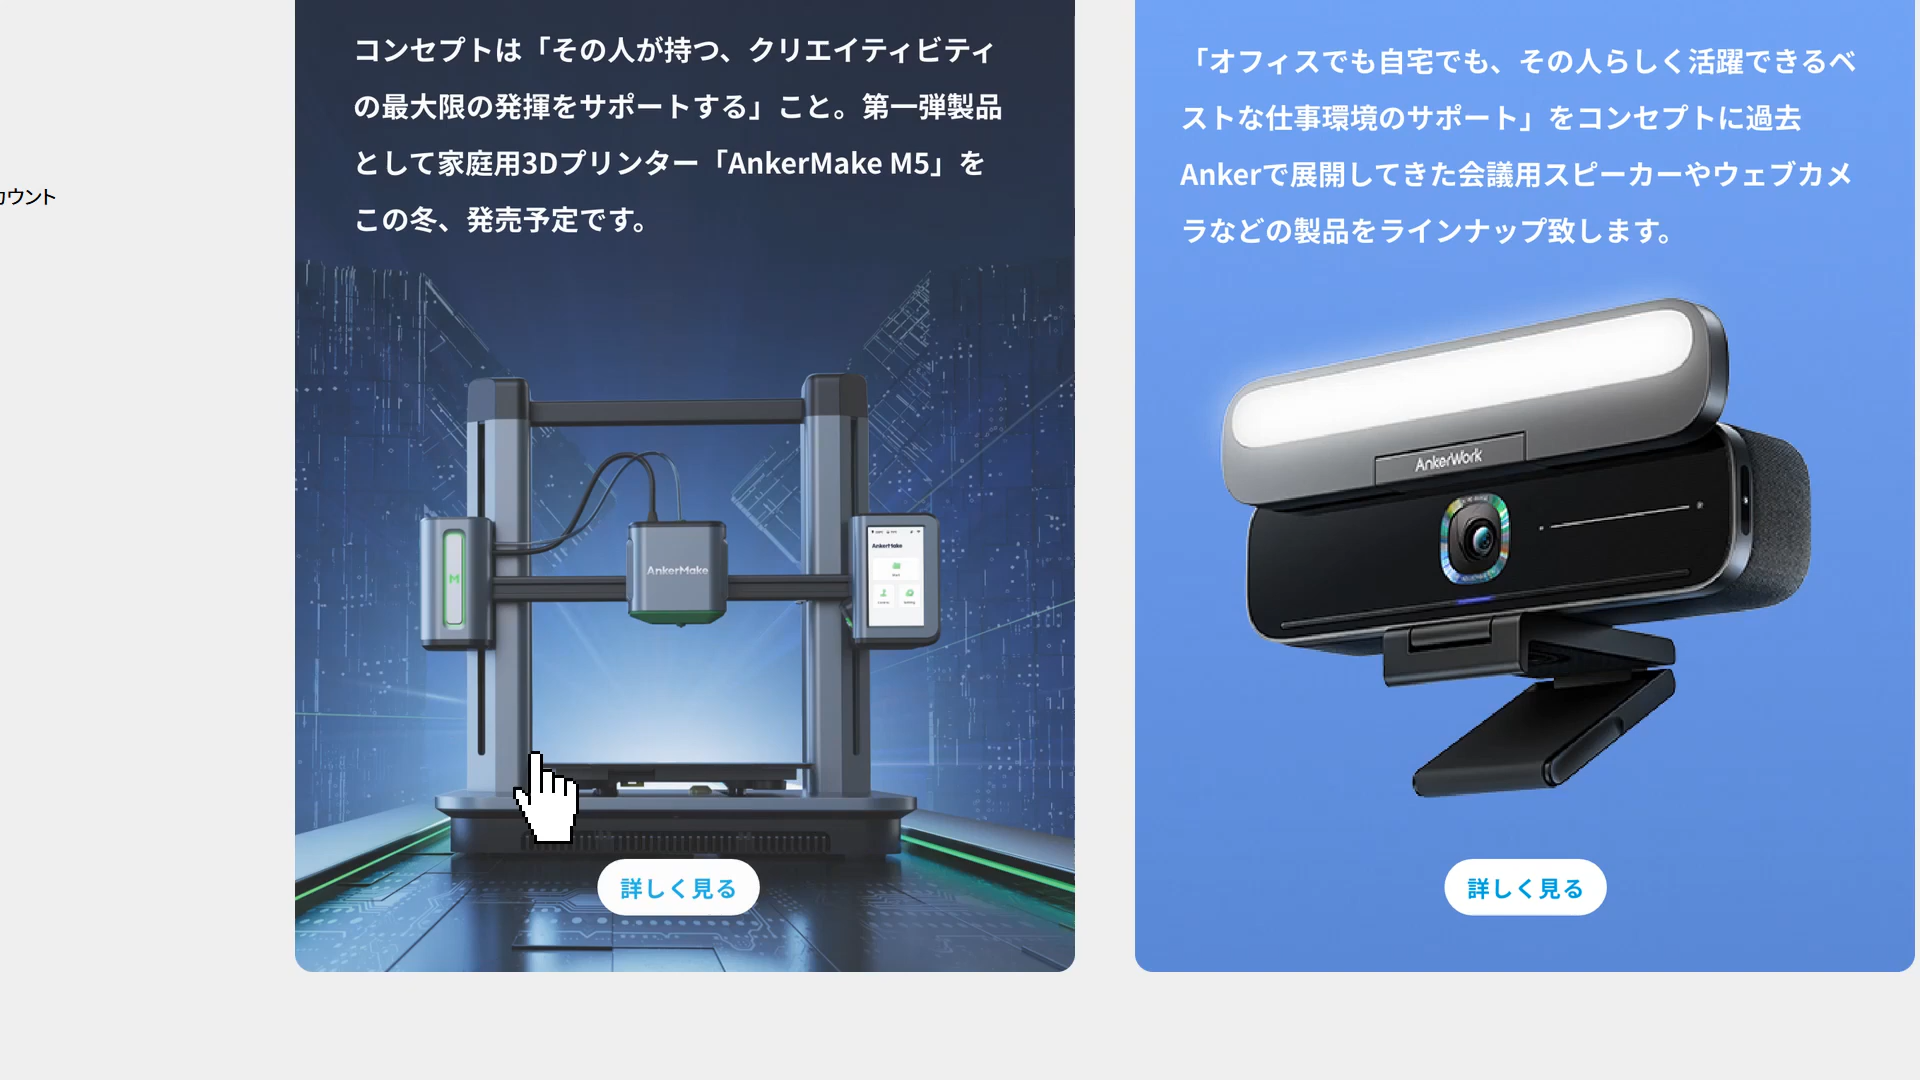 カウント
コンセプトは「その人が持つ、クリエイティビティ
の最大限の発揮をサポートする」こと。第一弾製品
として家庭用3Dプリンター「AnkerMake M5」を
この冬、発売予定です。
M
AnkerMake
AnkerMake
詳しく見る
「オフィスでも自宅でも、その人らしく活躍できるベ
ストな仕事環境のサポート」をコンセプトに過去
Ankerで展開してきた会議用スピーカーやウェブカメ
ラなどの製品をラインナップ致します。
AnkerWork
詳しく見る